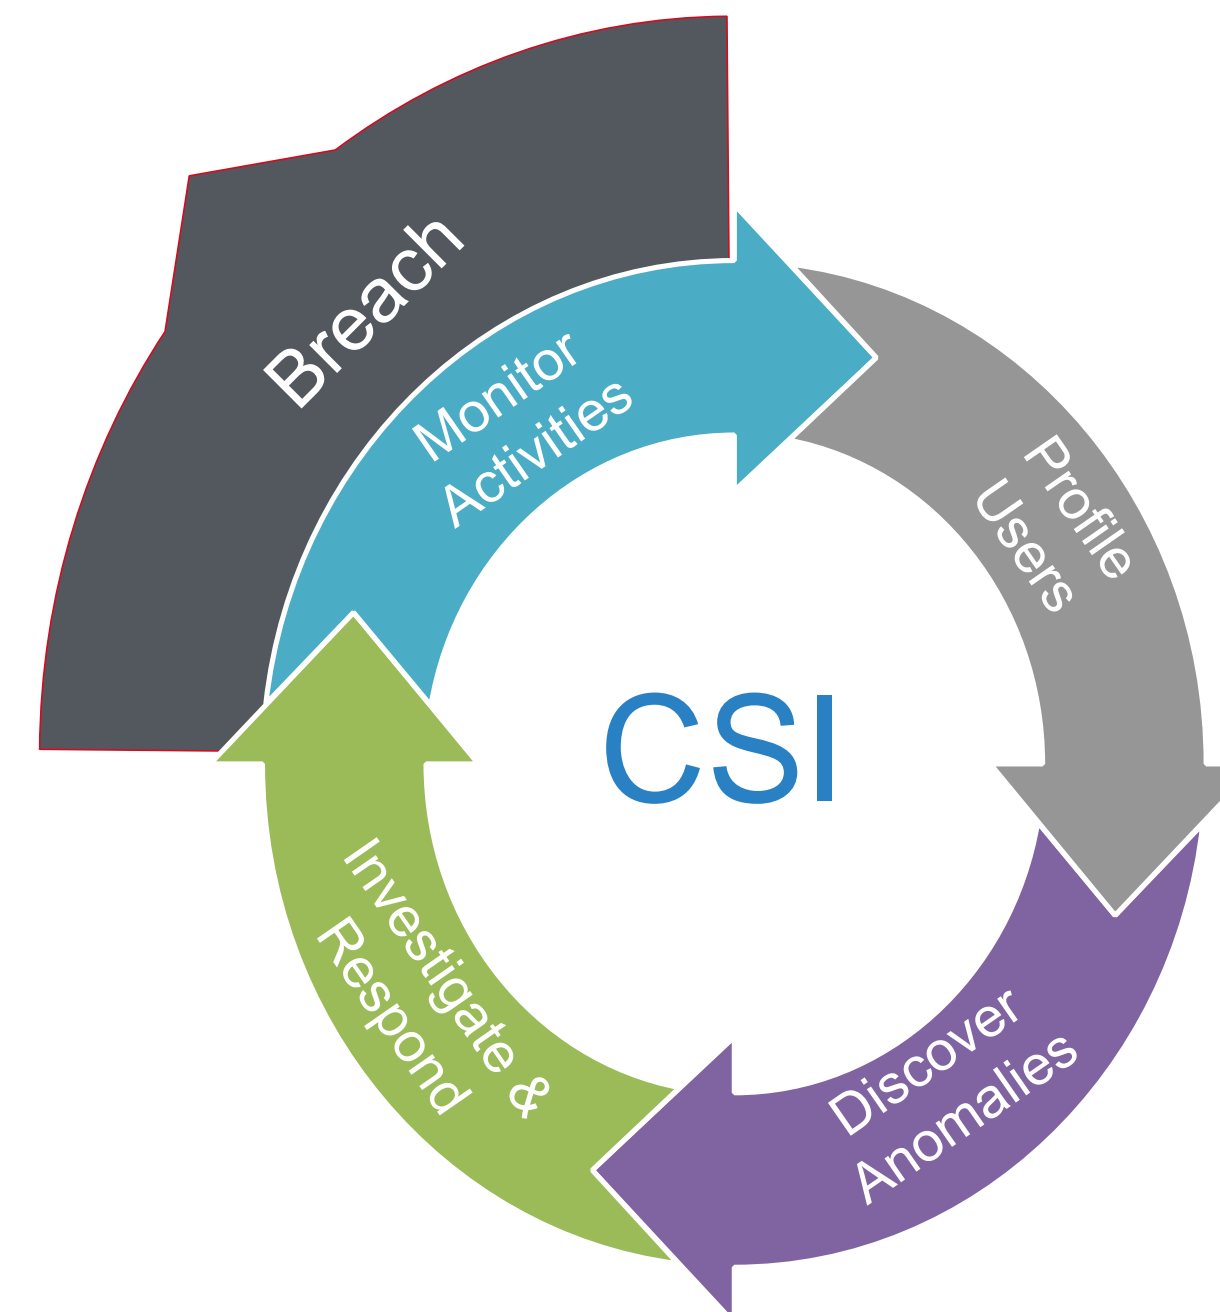 Breach
Monitor
Activities
Profile
Users
CSI
Investigate &
Respond
Discover
Anomalies